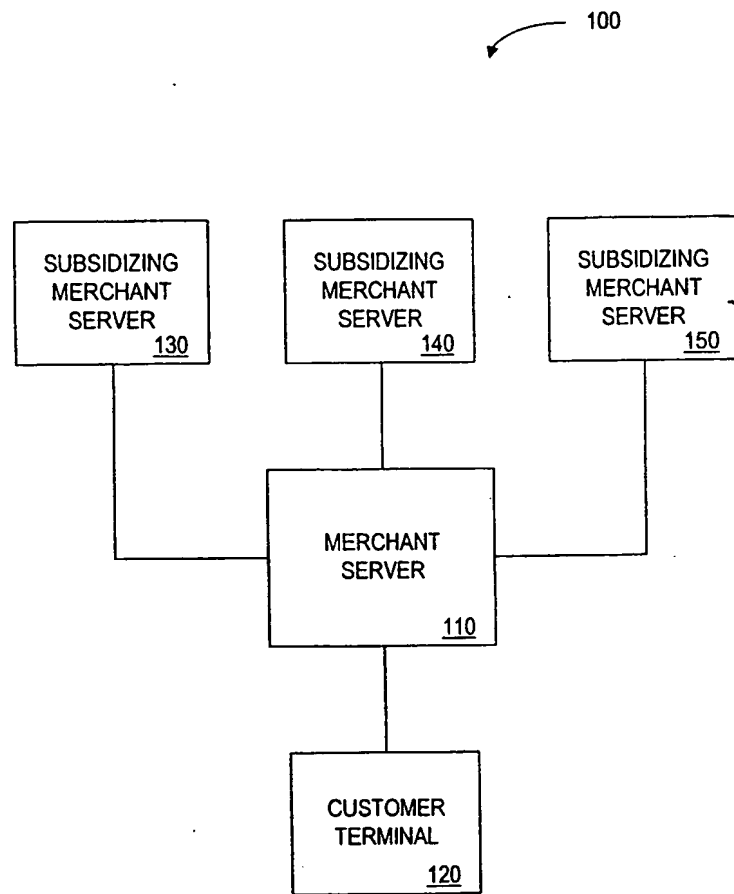 100
SUBSIDIZING
MERCHANT
SERVER
130
SUBSIDIZING
MERCHANT
SERVER
140
SUBSIDIZING
MERCHANT
SERVER
150
MERCHANT
SERVER
110
CUSTOMER
TERMINAL
120